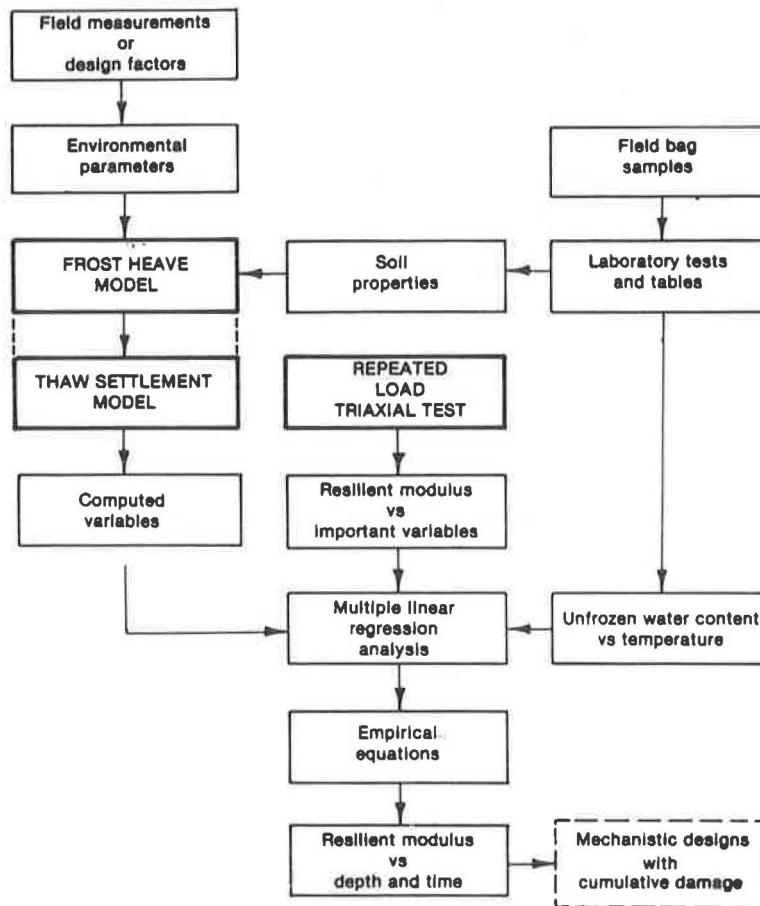 Field measurements
or
design factors
Environmental
parameters
Field bag
samples
FROST HEAVE
MODEL
Soil
properties
Laboratory tests
and tables
THAW SETTLEMENT
MODEL
REPEATED
LOAD
TRIAXIAL TEST
Computed
variables
Resilient modulus
vs
important variables
Multiple linear
regression
analysis
Unfrozen water content
vs temperature
Empirical
equations
Resilient modulus
vs
depth and time
Mechanistic designs
with
cumulative damage